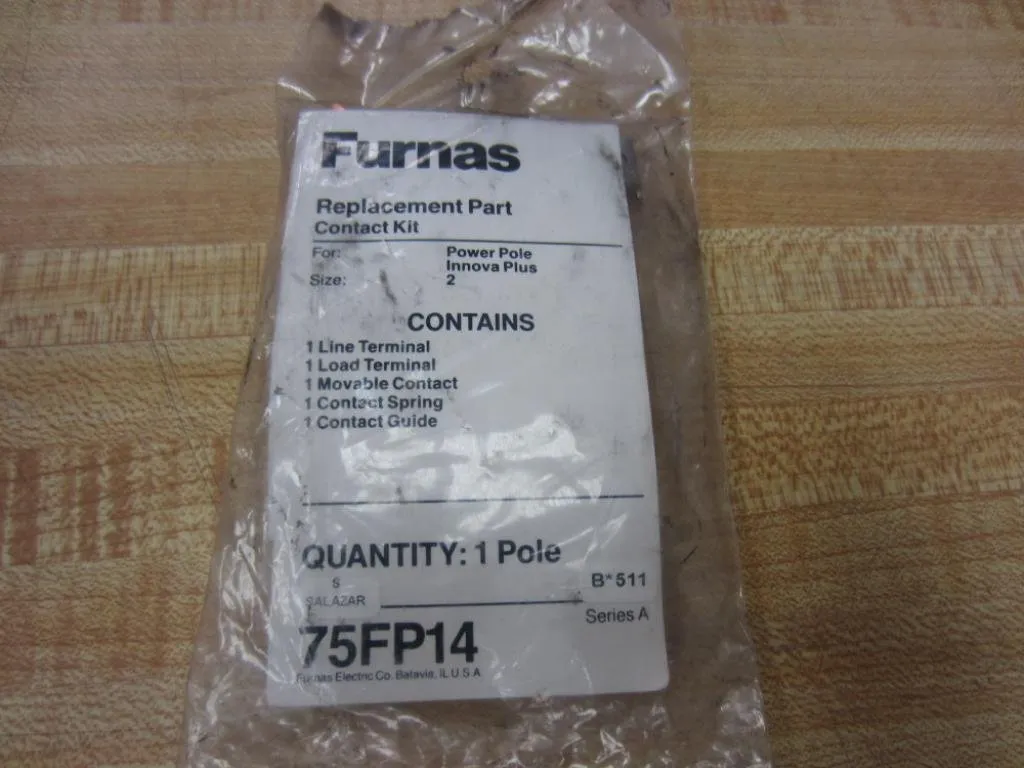 Furnas
Replacement Part
Contact Kit
For: Power Pole
Innova Plus
Size: 2
CONTAINS
1 Line Terminal
1 Load Terminal
1 Movable Contact
1 Contact Spring
1 Contact Guide
QUANTITY: 1 Pole
S
SALAZAR
B*511
Series A
75FP14
Furnas Electric Co. Batavia, IL U S A